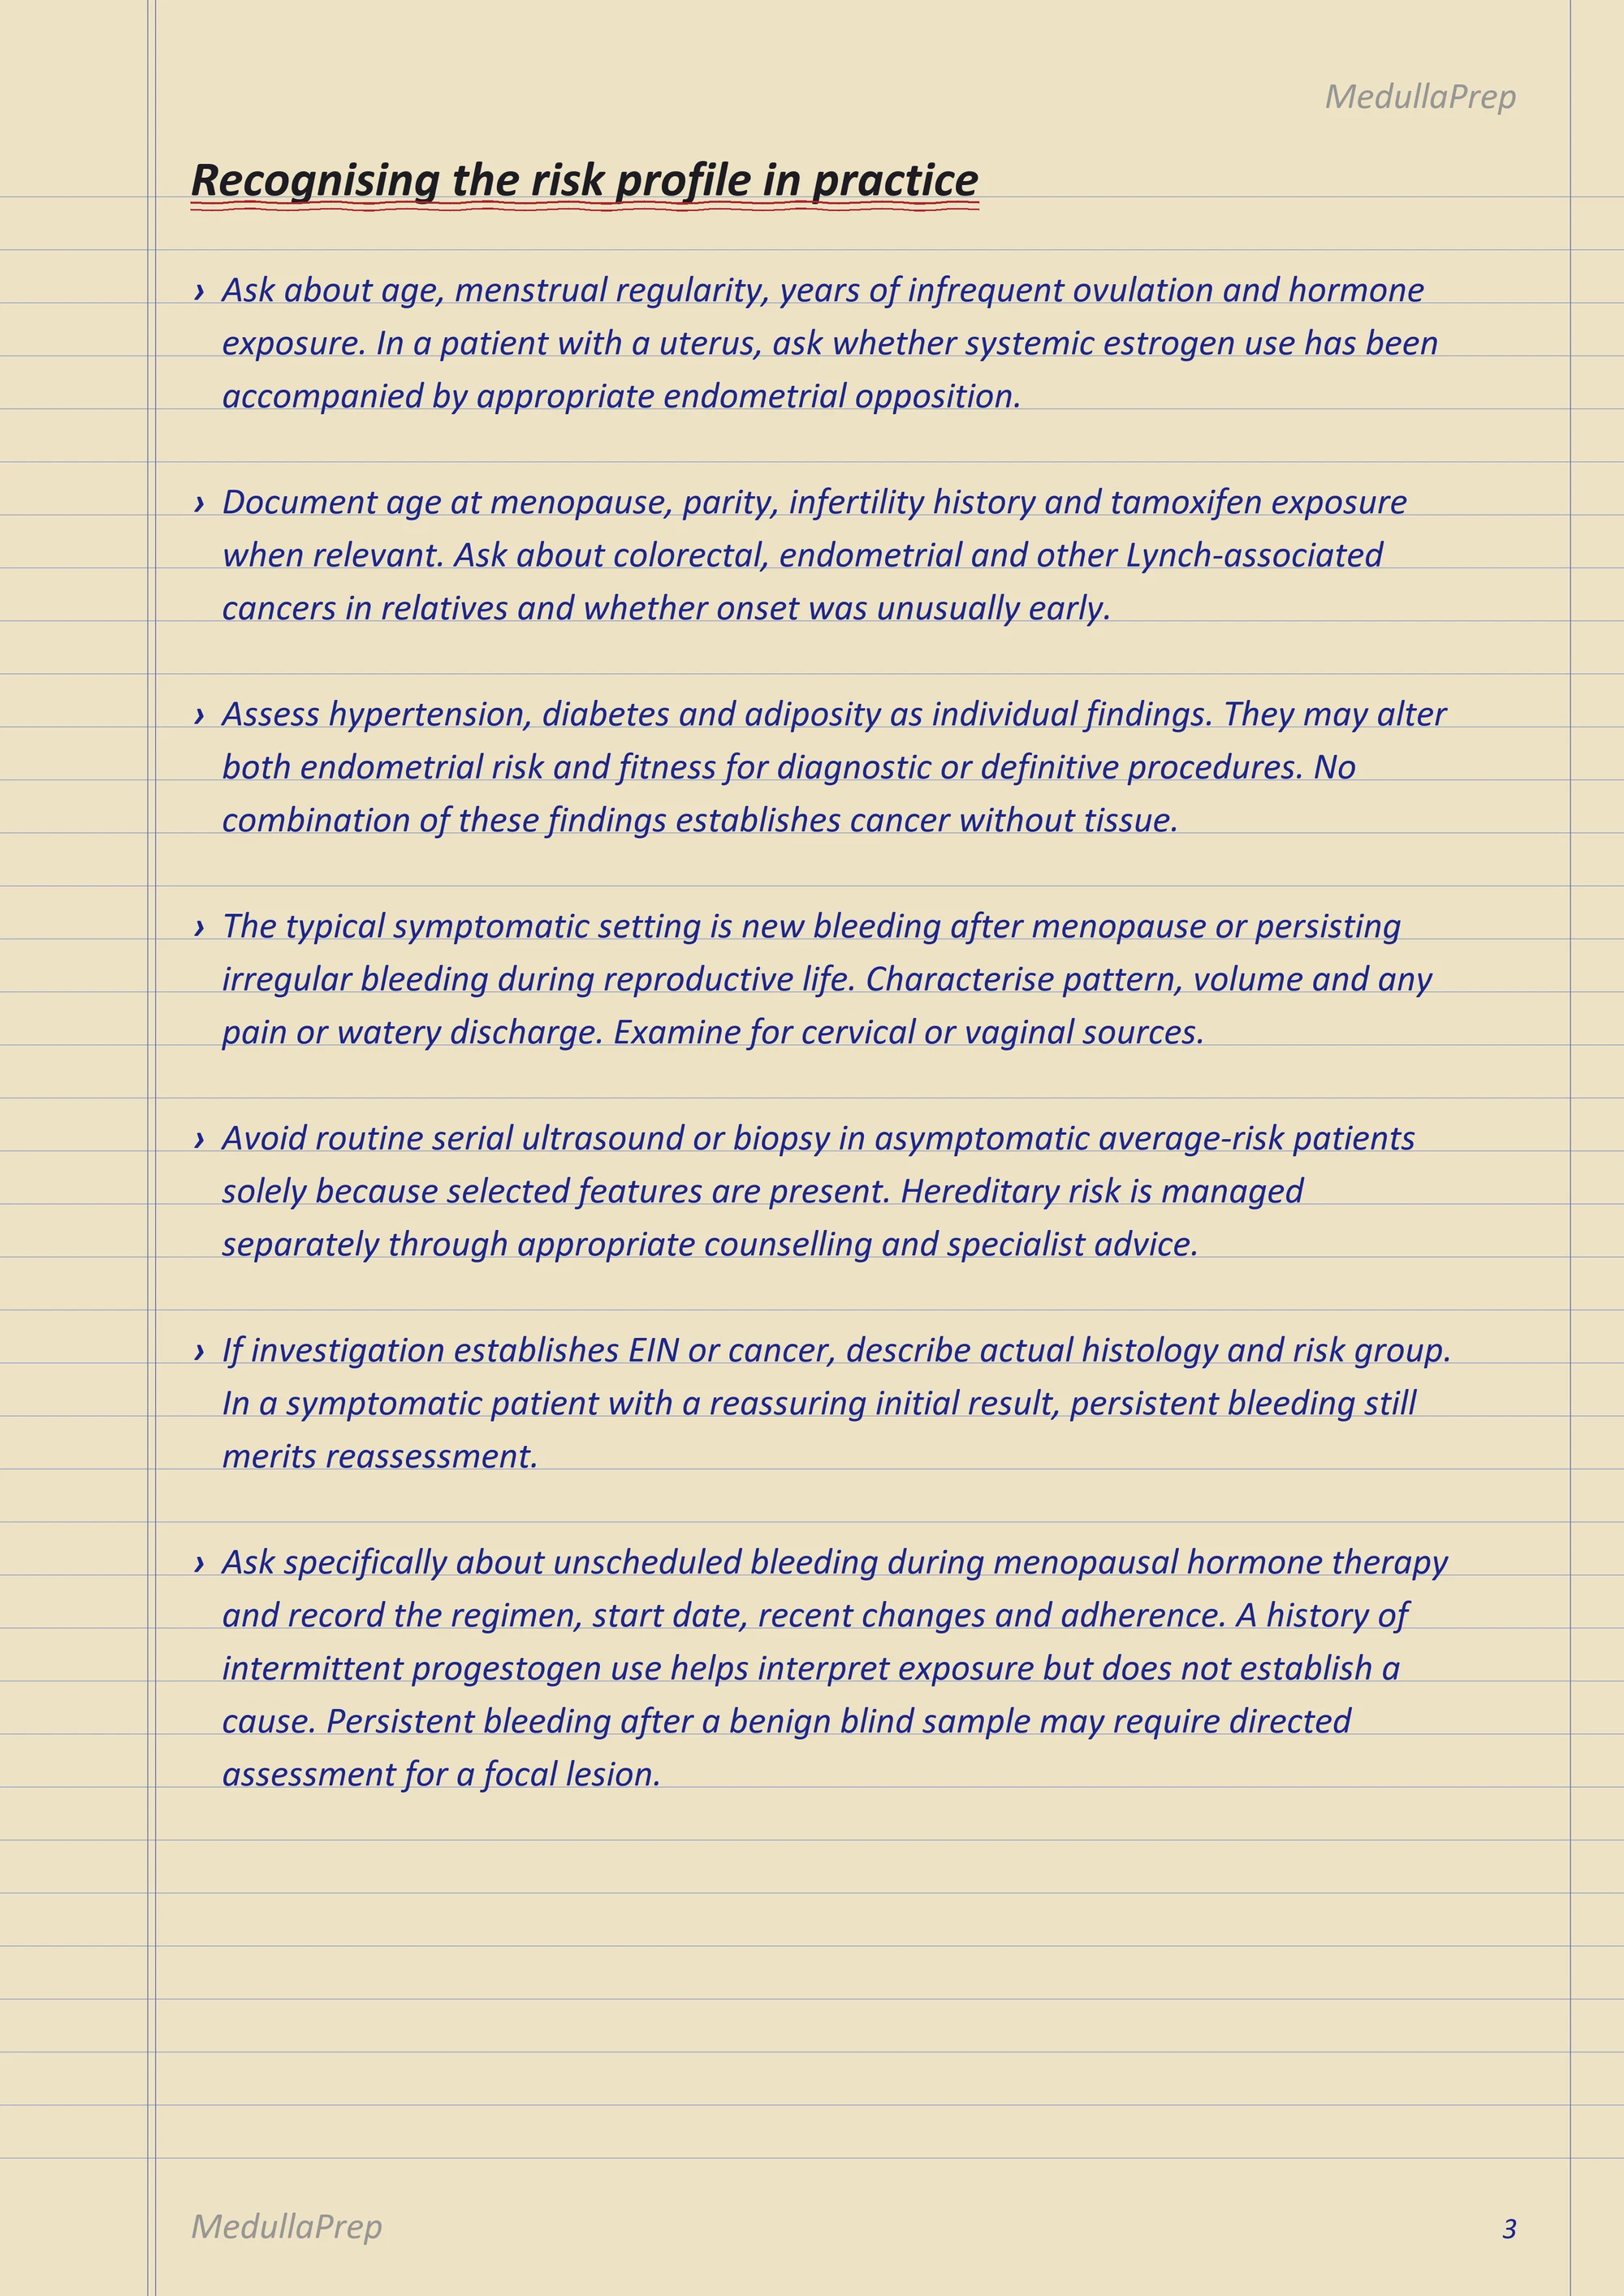 MedullaPrep
Recognising the risk profile in practice
› Ask about age, menstrual regularity, years of infrequent ovulation and hormone
exposure. In a patient with a uterus, ask whether systemic estrogen use has been
accompanied by appropriate endometrial opposition.
› Document age at menopause, parity, infertility history and tamoxifen exposure
when relevant. Ask about colorectal, endometrial and other Lynch-associated
cancers in relatives and whether onset was unusually early.
› Assess hypertension, diabetes and adiposity as individual findings. They may alter
both endometrial risk and fitness for diagnostic or definitive procedures. No
combination of these findings establishes cancer without tissue.
› The typical symptomatic setting is new bleeding after menopause or persisting
irregular bleeding during reproductive life. Characterise pattern, volume and any
pain or watery discharge. Examine for cervical or vaginal sources.
› Avoid routine serial ultrasound or biopsy in asymptomatic average-risk patients
solely because selected features are present. Hereditary risk is managed
separately through appropriate counselling and specialist advice.
› If investigation establishes EIN or cancer, describe actual histology and risk group.
In a symptomatic patient with a reassuring initial result, persistent bleeding still
merits reassessment.
› Ask specifically about unscheduled bleeding during menopausal hormone therapy
and record the regimen, start date, recent changes and adherence. A history of
intermittent progestogen use helps interpret exposure but does not establish a
cause. Persistent bleeding after a benign blind sample may require directed
assessment for a focal lesion.
MedullaPrep
3